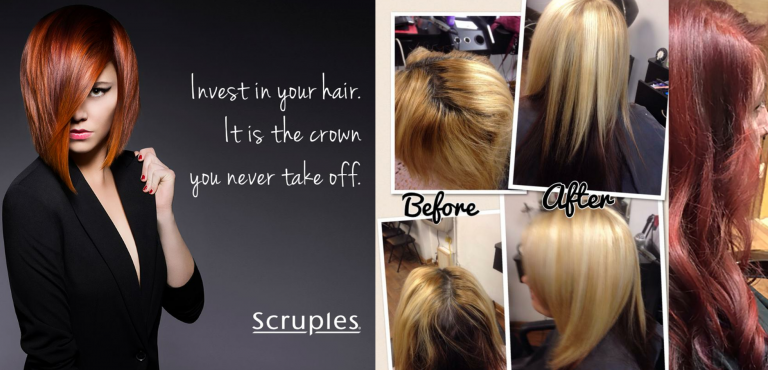 Invest in your hair.
It is the crown
you never take off.
Scruples
Before
After